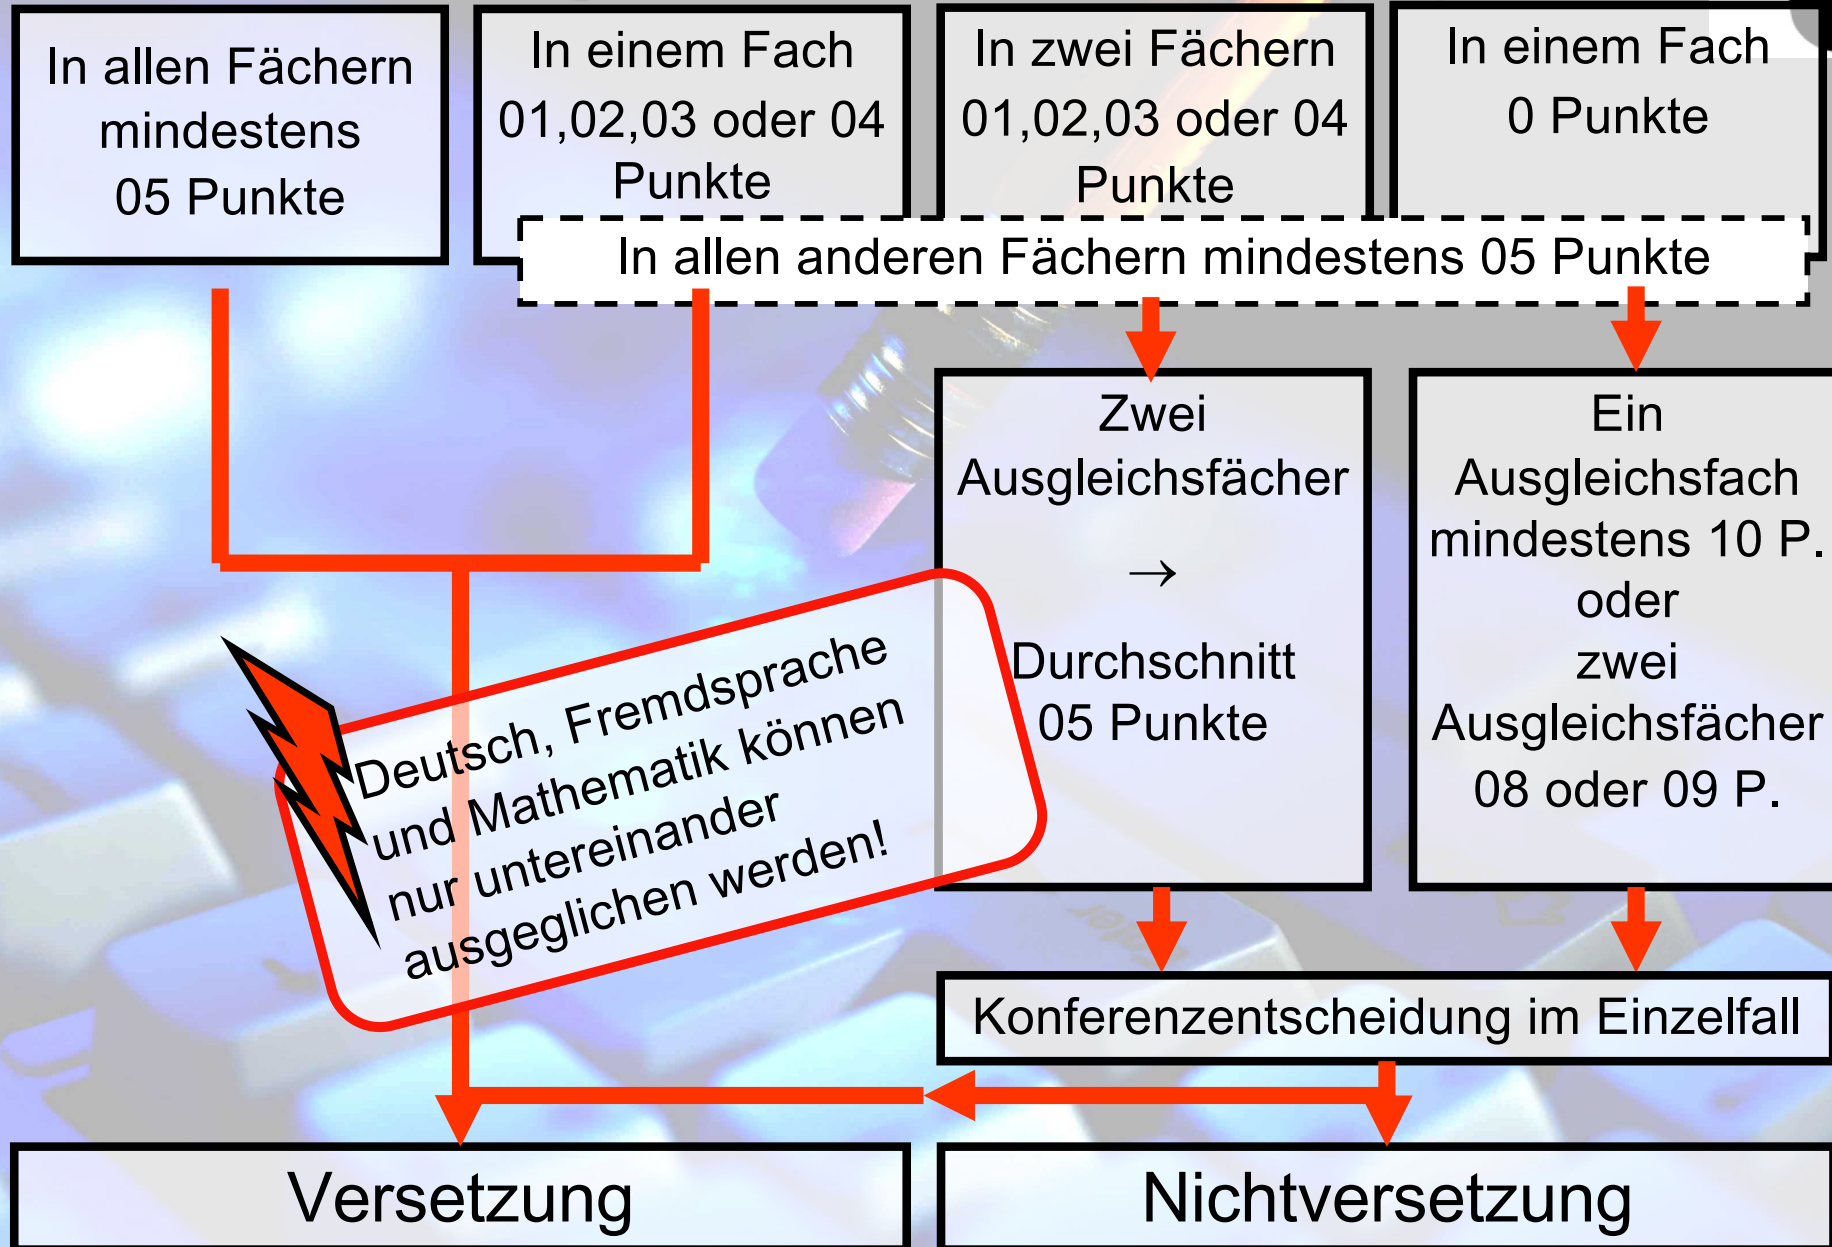 In allen Fächern
mindestens
05 Punkte
In einem Fach
01,02,03 oder 04
Punkte
In zwei Fächern
01,02,03 oder 04
Punkte
In einem Fach
0 Punkte
In allen anderen Fächern mindestens 05 Punkte
Zwei
Ausgleichsfächer
→
Durchschnitt
05 Punkte
Ein
Ausgleichsfach
mindestens 10 P.
oder
zwei
Ausgleichsfächer
08 oder 09 P.
Deutsch, Fremdsprache
und Mathematik können
nur untereinander
ausgeglichen werden!
Konferenzentscheidung im Einzelfall
Versetzung
Nichtversetzung